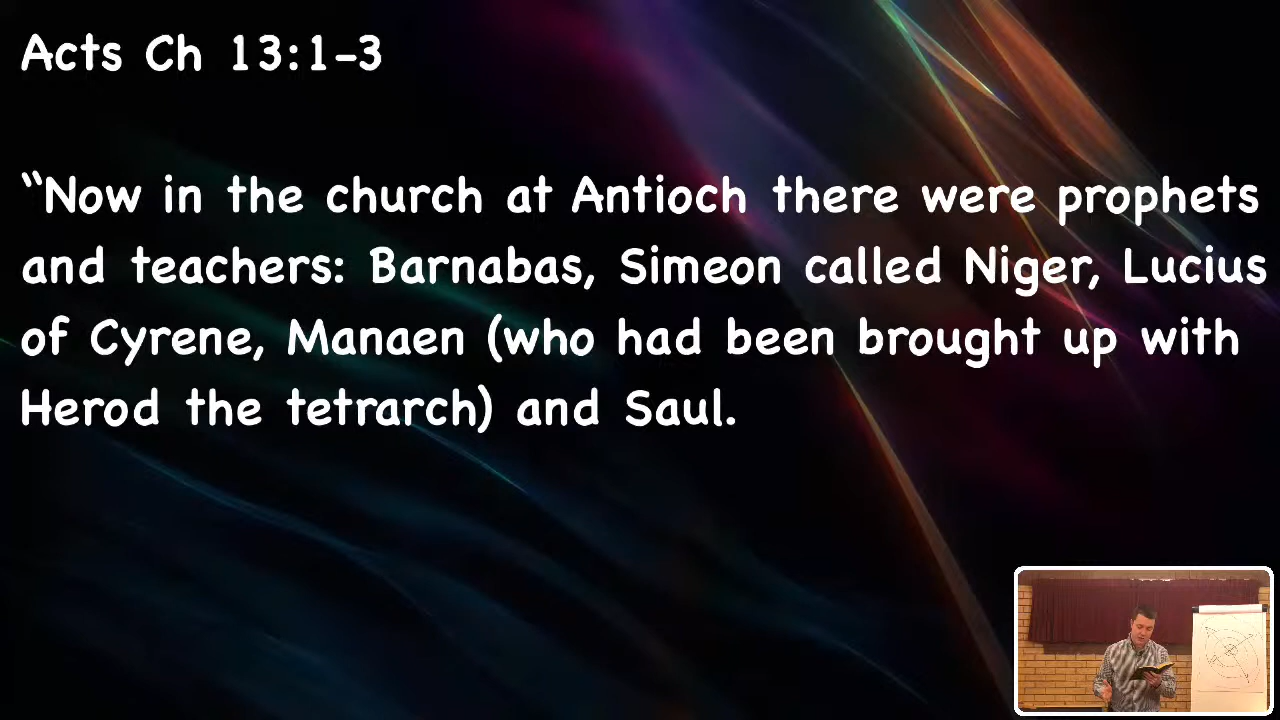 Acts Ch 13:1-3
“Now in the church at Antioch there were prophets
and teachers: Barnabas, Simeon called Niger, Lucius
of Cyrene, Manaen (who had been brought up with
Herod the tetrarch) and Saul.